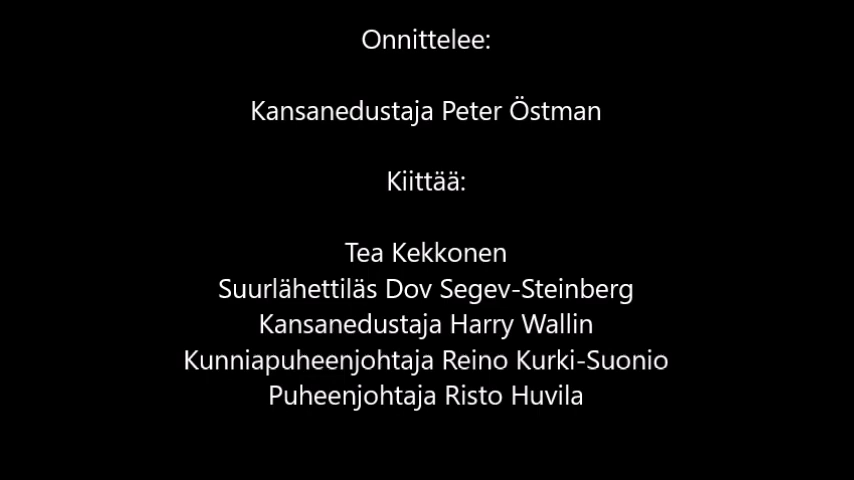 Onnittelee:
Kansanedustaja Peter Östman
Kiittää:
Tea Kekkonen
Suurlähettiläs Dov Segev-Steinberg
Kansanedustaja Harry Wallin
Kunniapuheenjohtaja Reino Kurki-Suonio
Puheenjohtaja Risto Huvila